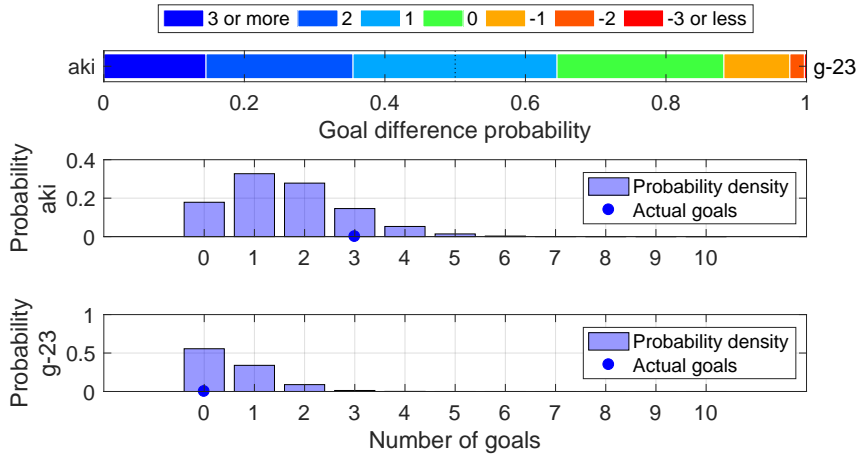 3 or more 2 1 0 -1 -2 -3 or less
aki g-23
0 0.2 0.4 0.6 0.8 1
Goal difference probability
Probability
aki
0.4
0.2
0
Probability density
Actual goals
0 1 2 3 4 5 6 7 8 9 10
Probability
g-23
1
0.5
0
Probability density
Actual goals
0 1 2 3 4 5 6 7 8 9 10
Number of goals